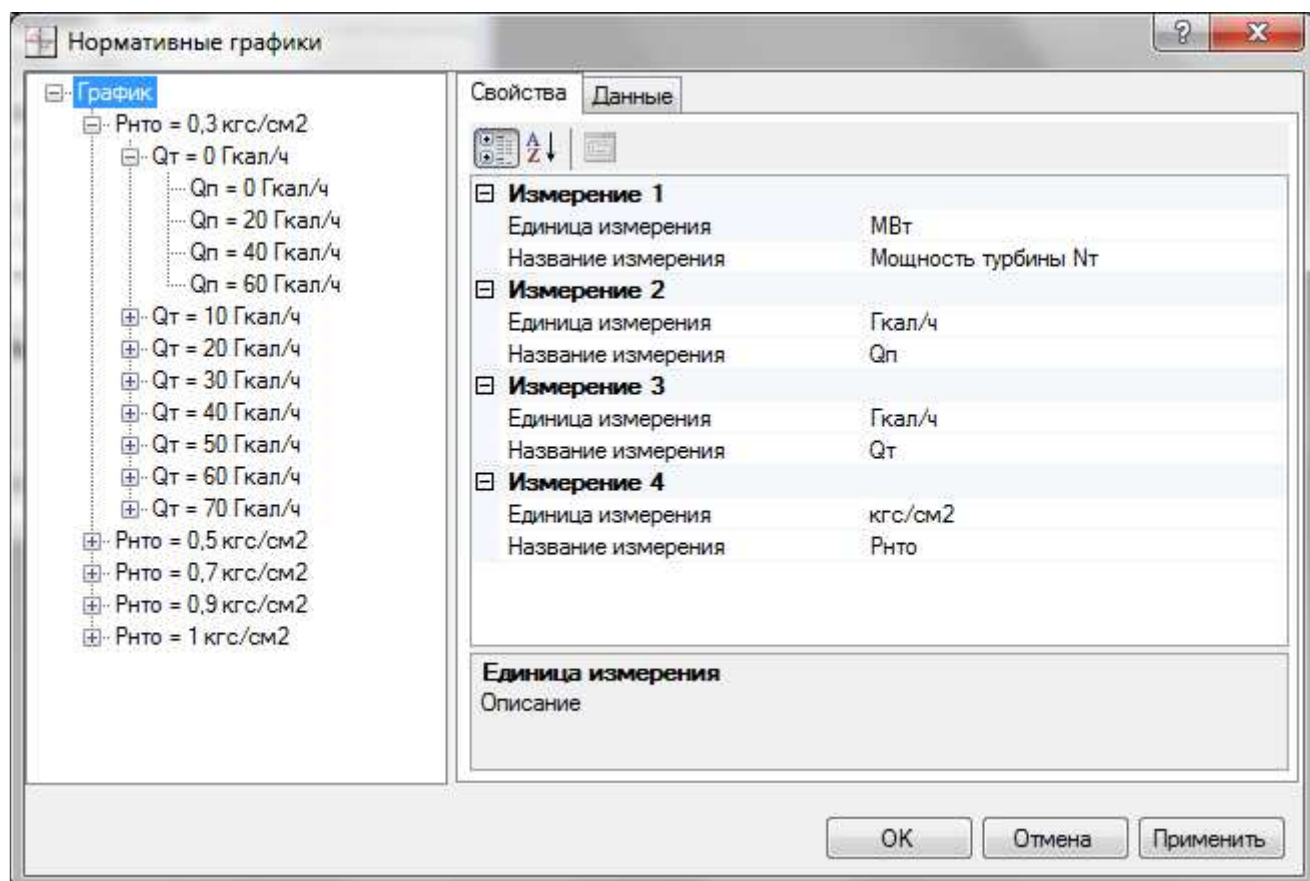 Нормативные графики
График
Рнто = 0,3 кгс/см2
Qт = 0 Гкал/ч
Qп = 0 Гкал/ч
Qп = 20 Гкал/ч
Qп = 40 Гкал/ч
Qп = 60 Гкал/ч
Qт = 10 Гкал/ч
Qт = 20 Гкал/ч
Qт = 30 Гкал/ч
Qт = 40 Гкал/ч
Qт = 50 Гкал/ч
Qт = 60 Гкал/ч
Qт = 70 Гкал/ч
Рнто = 0,5 кгс/см2
Рнто = 0,7 кгс/см2
Рнто = 0,9 кгс/см2
Рнто = 1 кгс/см2
Свойства Данные
Измерение 1
Единица измерения МВт
Название измерения Мощность турбины Nт
Измерение 2
Единица измерения Гкал/ч
Название измерения Qп
Измерение 3
Единица измерения Гкал/ч
Название измерения Qт
Измерение 4
Единица измерения кгс/см2
Название измерения Рнто
Единица измерения
Описание
OK Отмена Применить